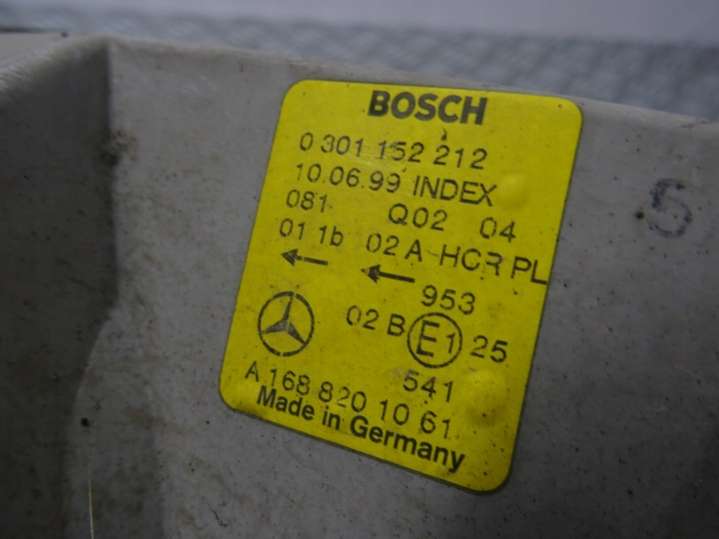 BOSCH
0 301 152 212
10.06.99 INDEX
081 Q02 04
01 1b 02 A HCR PL
953
02 B E1 25
541
A 168 820 10 61
Made in Germany
5